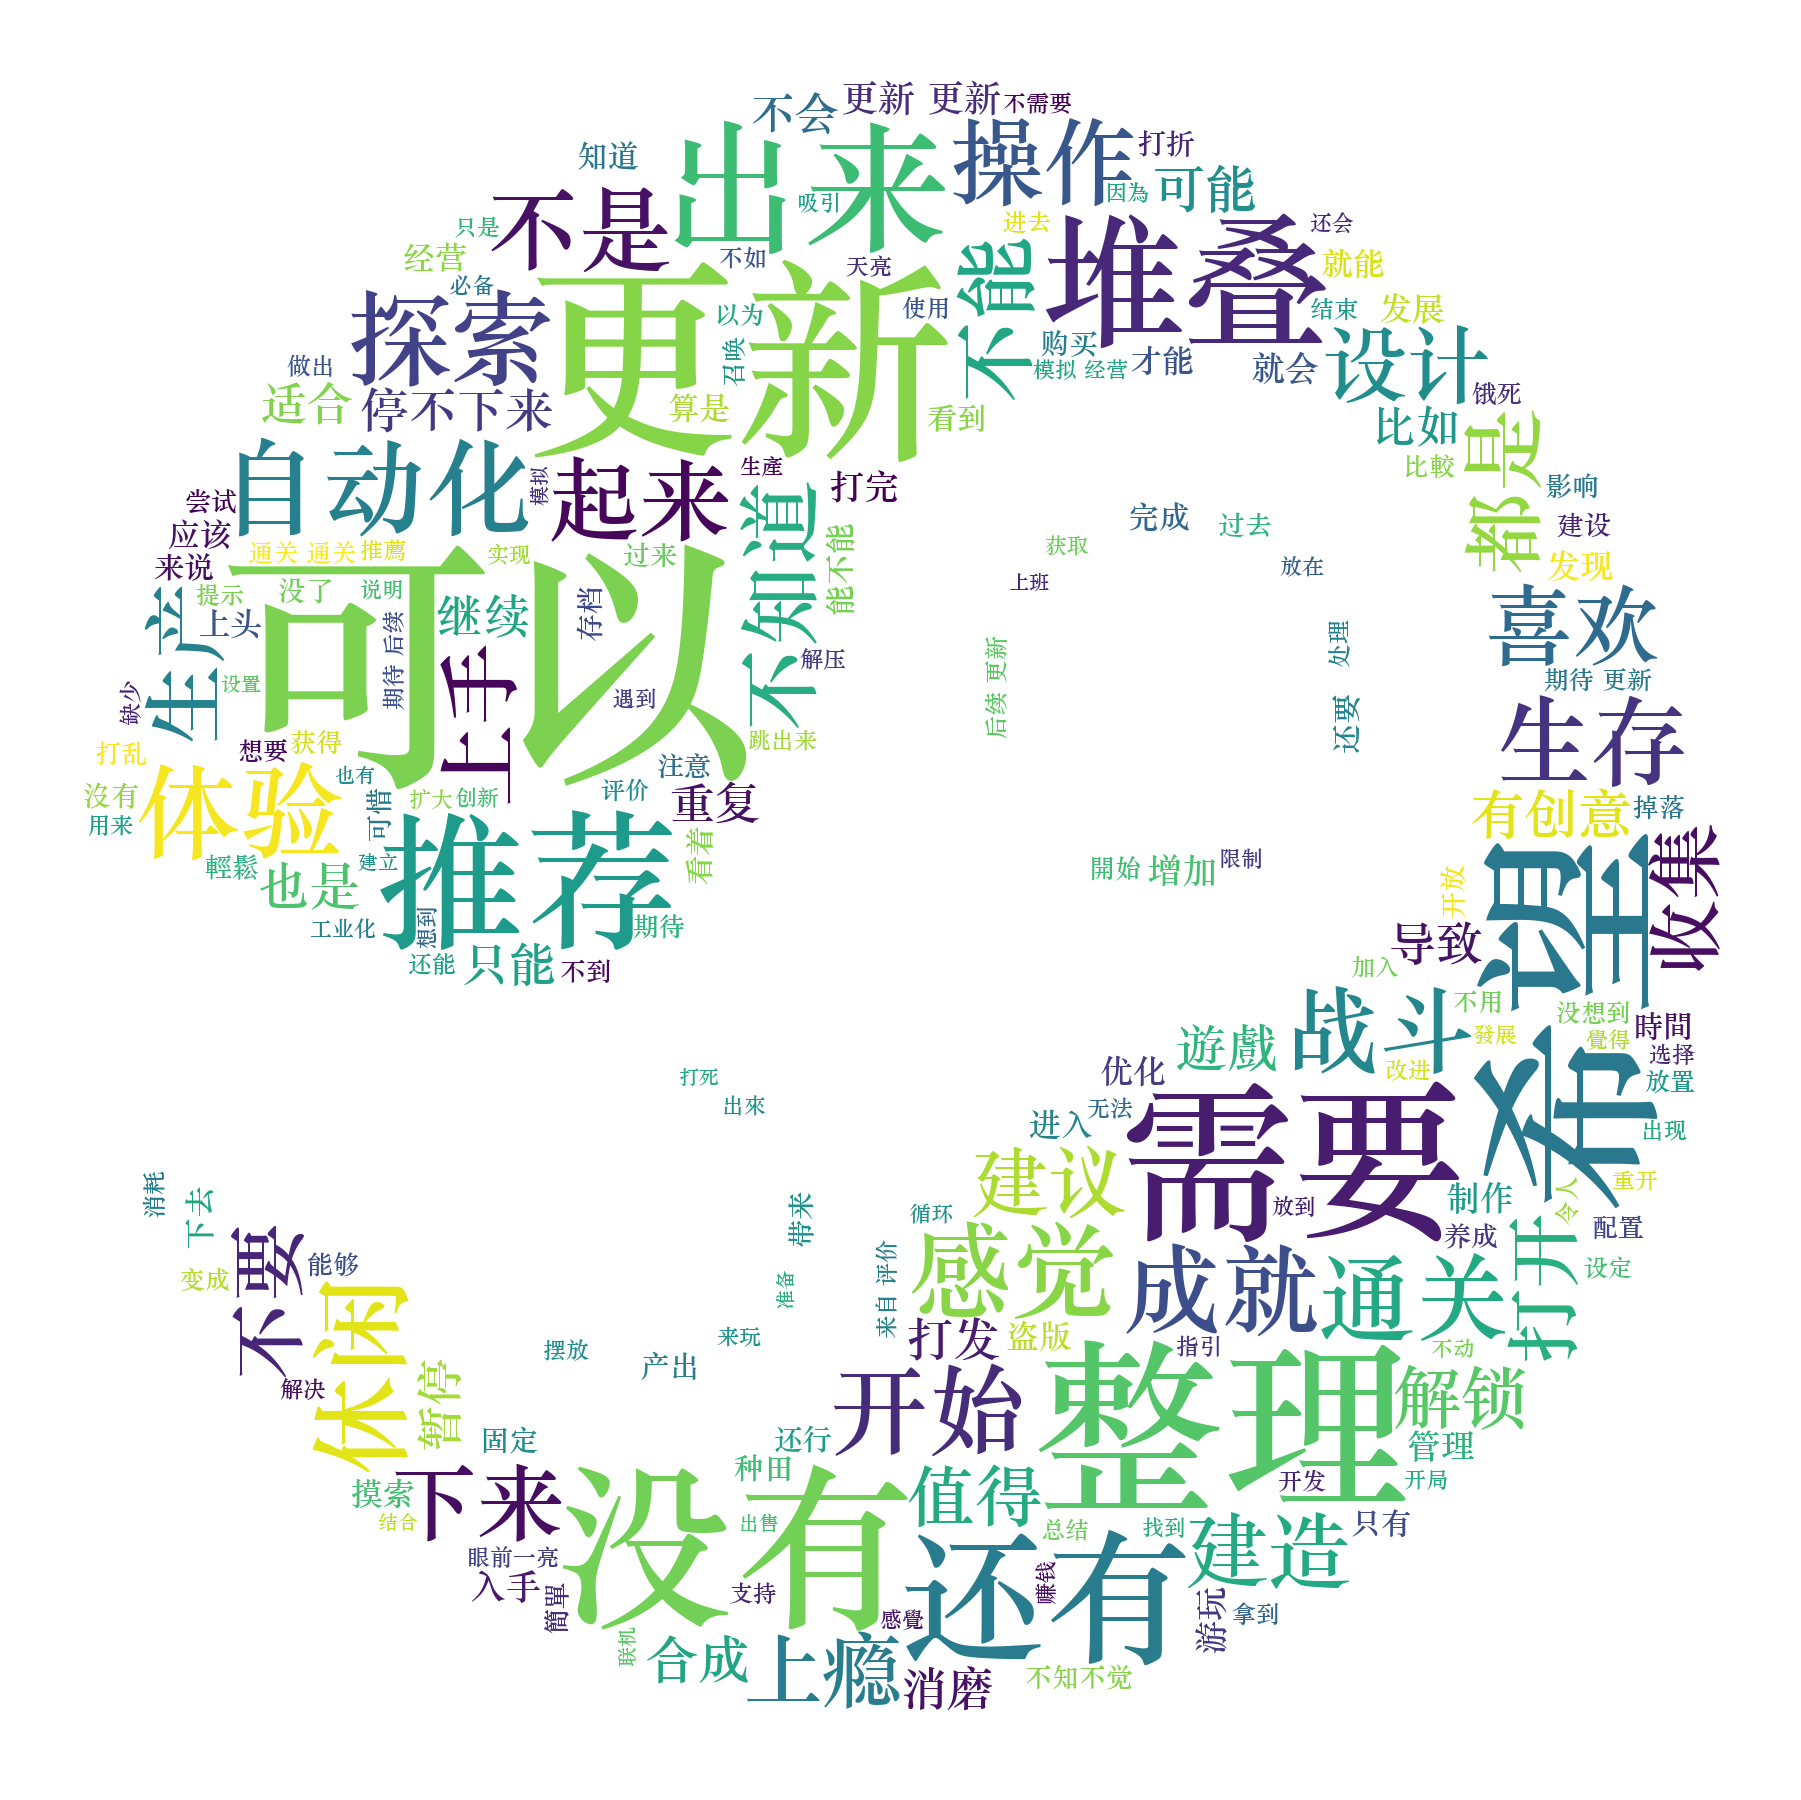 不会
更新 更新
不需要
知道
出来
操作
打折
吸引
因為
可能
只是
不是
不如
天亮
进去
堆叠
还会
经营
必备
更新
使用
不能
就能
探索
以为
结束
发展
做出
召唤
购买
才能
模拟 经营
就会
设计
适合
停不下来
算是
看到
饿死
比如
比較
都是
自动化
模拟
起来
生產
打完
影响
尝试
应该
来说
通关 通关
推薦
实现
过来
不知道
能不能
完成
过去
建设
发现
获取
上班
放在
提示
没了
说明
继续
存档
喜欢
生产
上头
可以
期待 后续
上手
解压
后续 更新
处理
期待 更新
设置
缺少
遇到
还要
生存
打乱
想要
获得
跳出来
体验
也有
注意
沒有
用来
可惜
扩大
创新
评价
重复
有创意
掉落
輕鬆
也是
建立
推荐
看着
開始
增加
限制
开放
希望
收集
工业化
想到
期待
导致
还能
只能
不到
加入
战斗
不用
没想到
時間
遊戲
發展
覺得
选择
打死
优化
改进
放置
出來
进入
无法
需要
出现
消耗
下去
建议
重开
带来
循环
放到
制作
令人
配置
不要
能够
感觉
成就
通关
养成
打开
变成
准备
来自 评价
设定
休闲
摆放
产出
来玩
打发
盗版
指引
不动
解决
暂停
开始
整理
解锁
固定
还行
管理
摸索
下来
种田
值得
开发
开局
结合
没有
出售
总结
找到
建造
只有
眼前一亮
入手
簡單
支持
还有
赚钱
游玩
拿到
感覺
联机
合成
上瘾
消磨
不知不觉